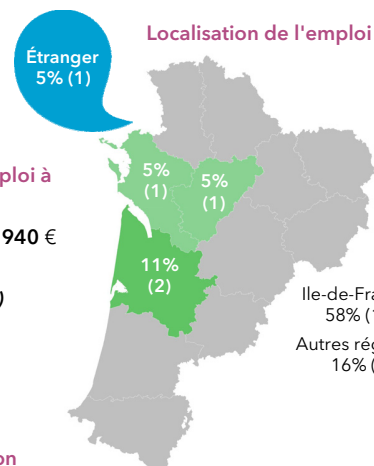 Localisation de l'emploi
Étranger
5% (1)
ploi à
5%
(1)
5%
(1)
940 €
11%
(2)
Ile-de-Fra
58% (1
)
Autres rég
16% (
on